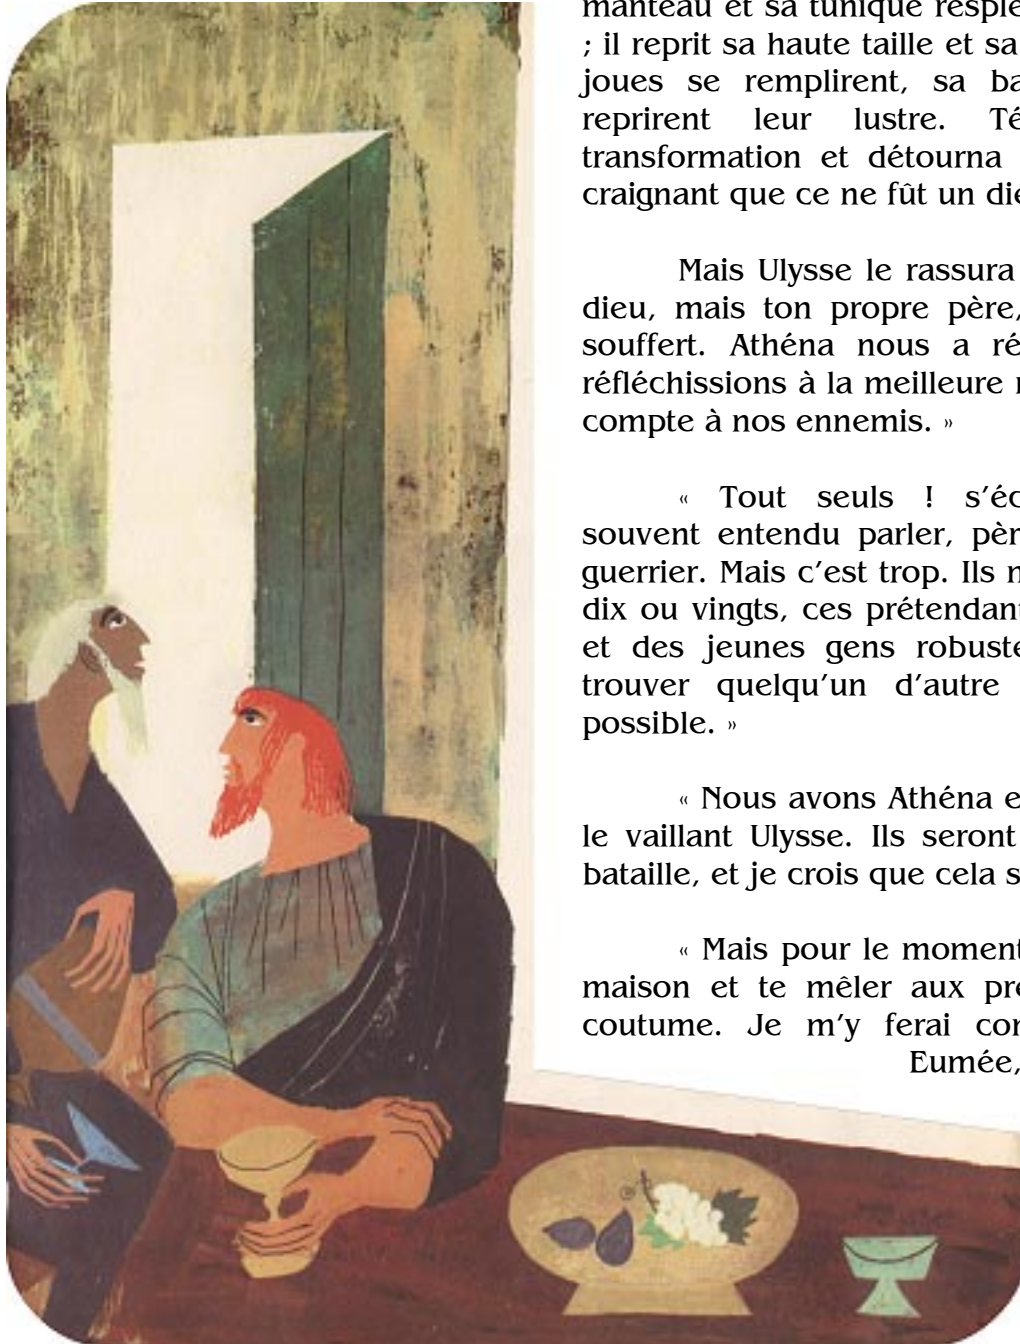 manteau et sa tunique resple
; il reprit sa haute taille et sa
joues se remplirent, sa ba
reprirent leur lustre. Té
transformation et détourna
craignant que ce ne fût un die
Mais Ulysse le rassura
dieu, mais ton propre père,
souffert. Athéna nous a ré
réfléchissions à la meilleure
compte à nos ennemis. »
« Tout seuls ! s’éc
souvent entendu parler, pèr
guerrier. Mais c’est trop. Ils n
dix ou vingts, ces prétendant
et des jeunes gens robuste
trouver quelqu’un d’autre
possible. »
« Nous avons Athéna e
le vaillant Ulysse. Ils seront
bataille, et je crois que cela s
« Mais pour le moment
maison et te mêler aux pré
coutume. Je m’y ferai con
Eumée,